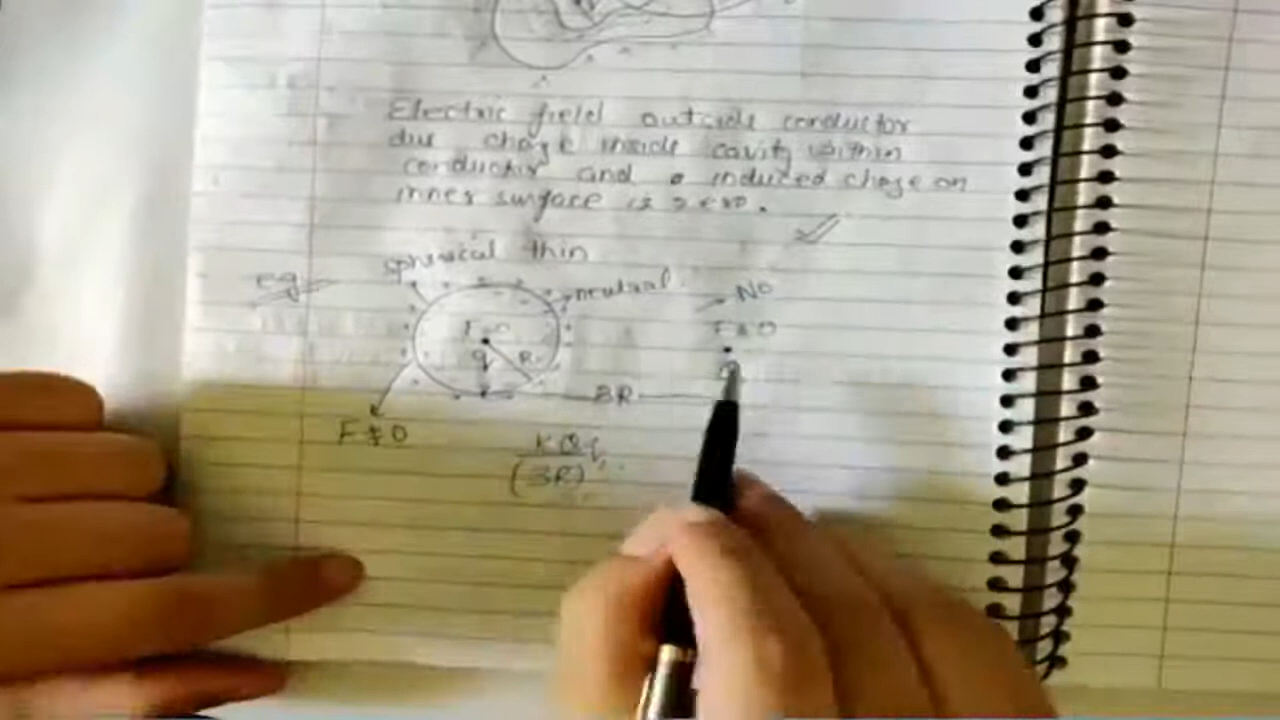 Electric field outside conductor
due charge inside cavity within
conductor and induced charge on
inner surface is zero.
spherical thin
eg
neutral
No
F = 0
q
R
3R
F ≠ 0
KQq
(3R)²